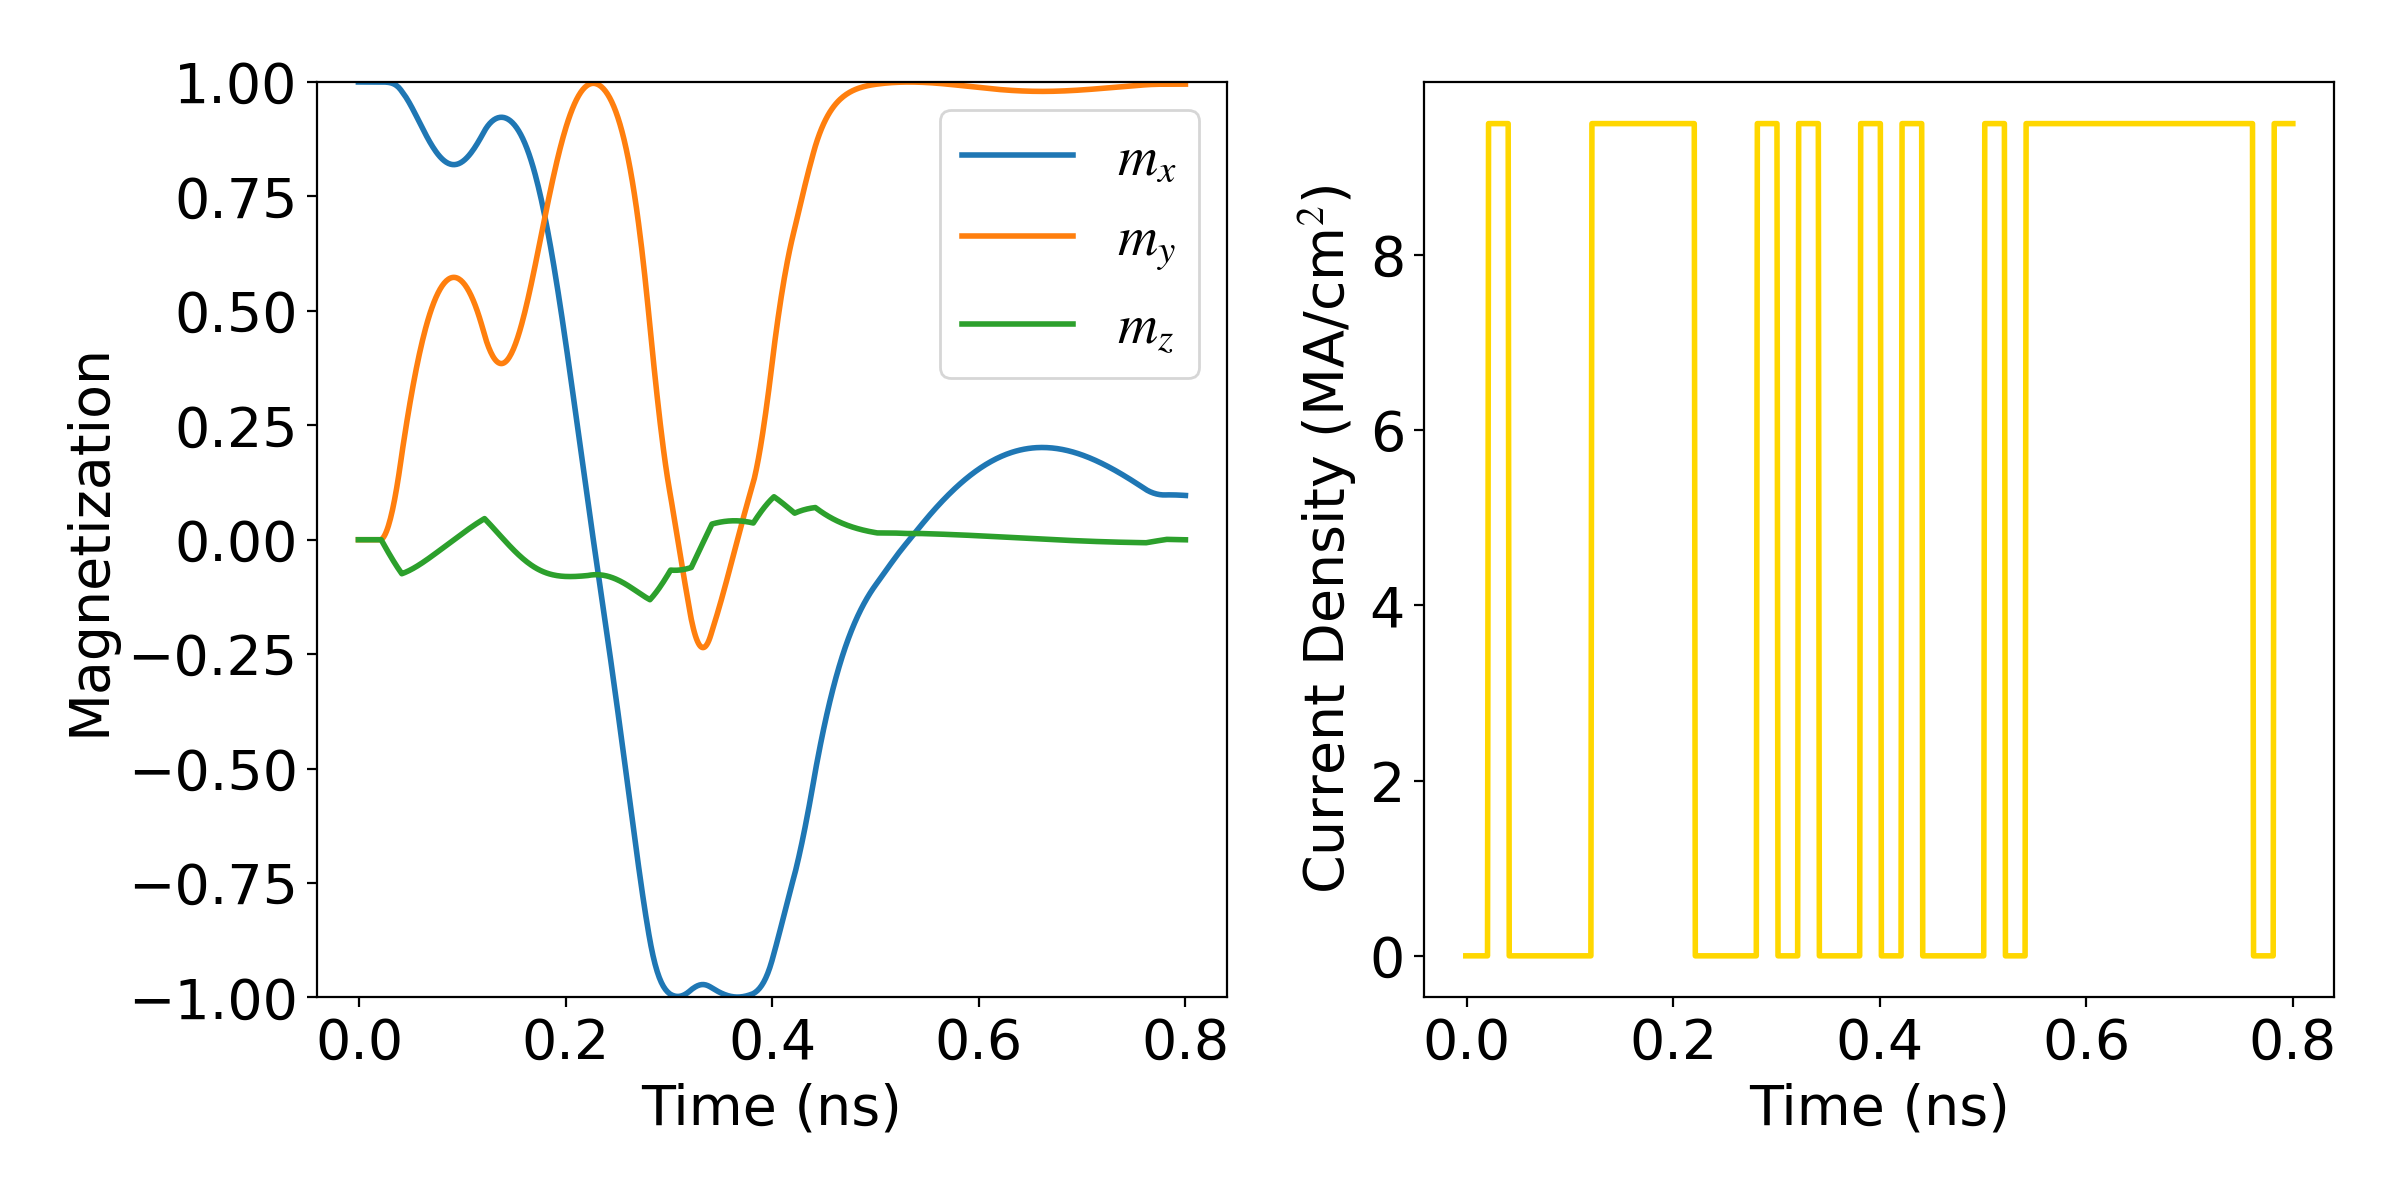 1.00
0.75
0.50
0.25
0.00
−0.25
−0.50
−0.75
−1.00
Magnetization
0.0 0.2 0.4 0.6 0.8
Time (ns)
mₓ
m_y
m_z
8
6
4
2
0
Current Density (MA/cm²)
0.0 0.2 0.4 0.6 0.8
Time (ns)